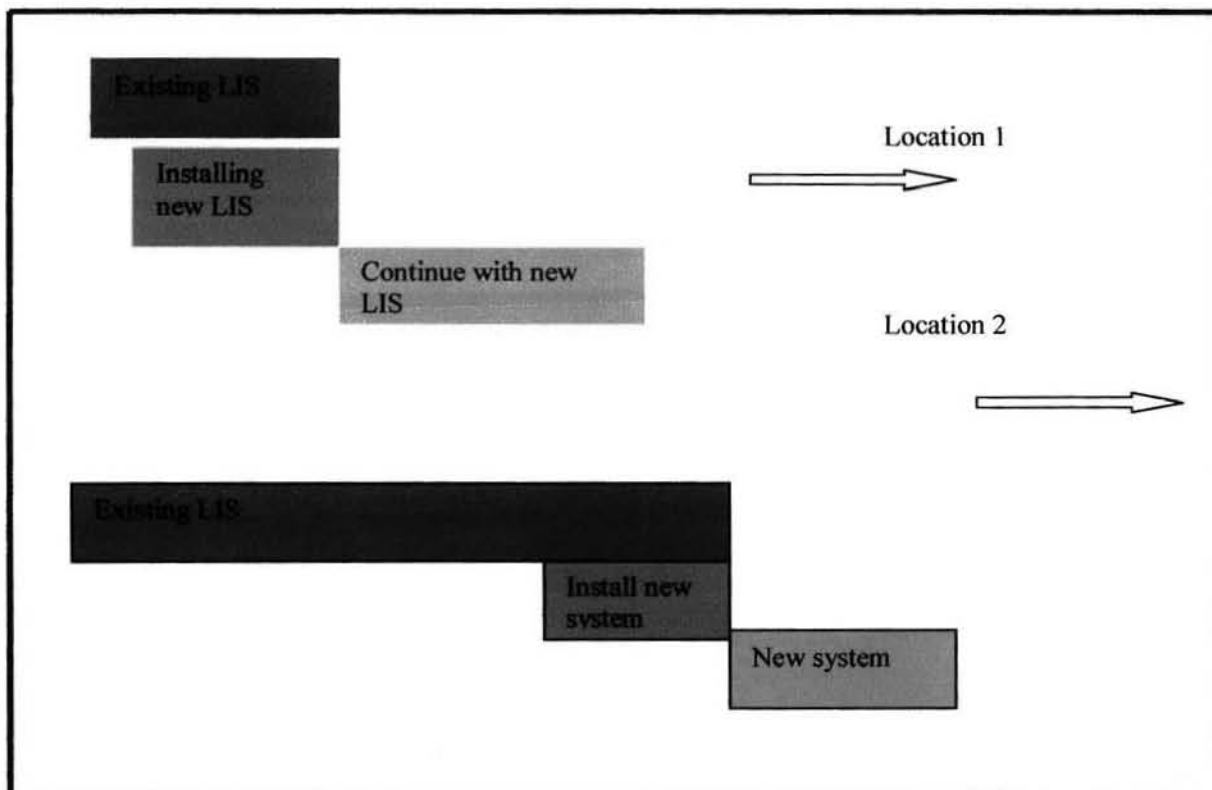 Existing LIS
Location 1
Installing
new LIS
Continue with new
LIS
Location 2
Existing LIS
Install new
system
New system